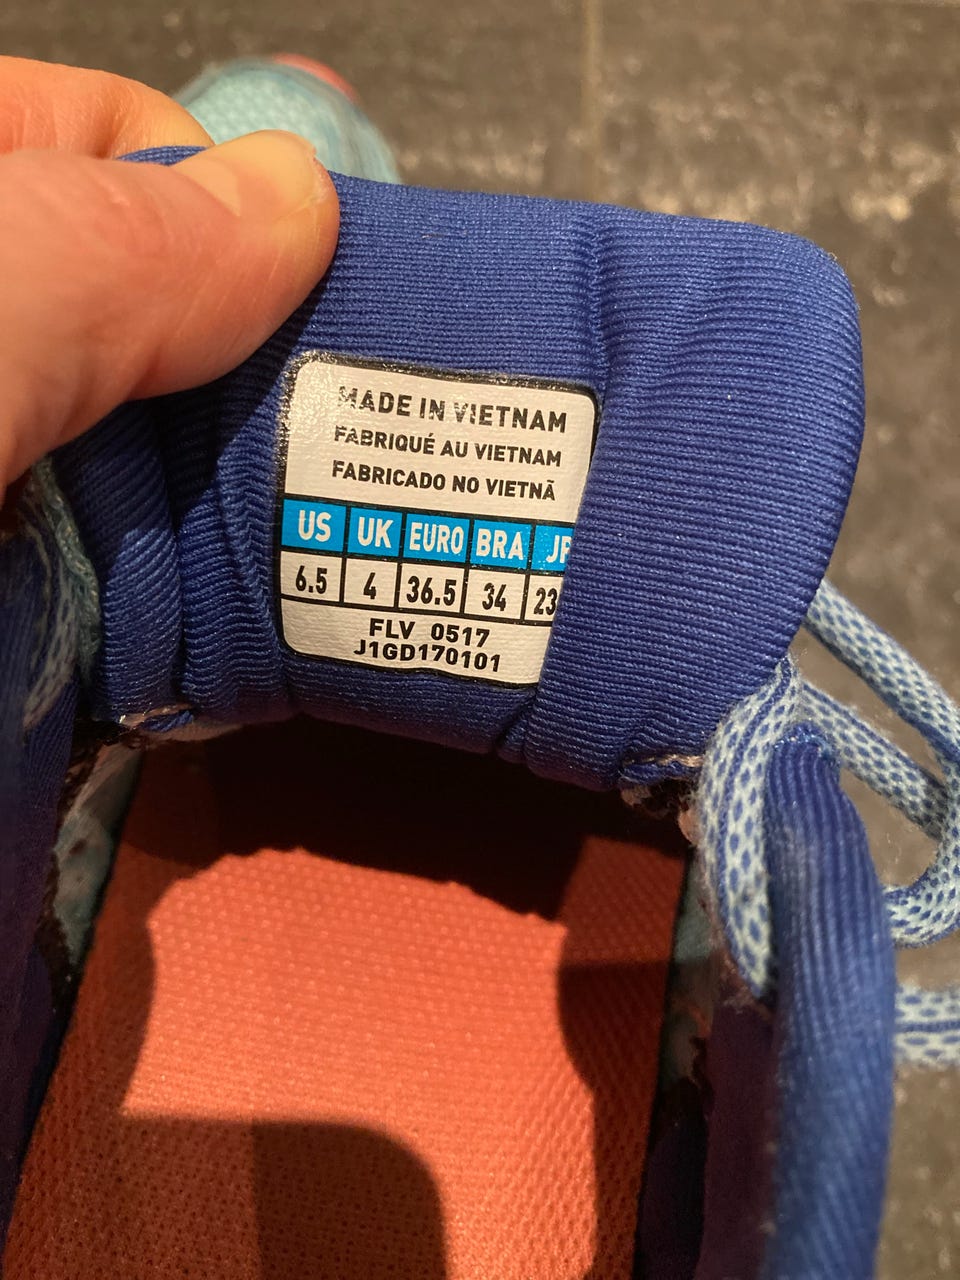 MADE IN VIETNAM
FABRIQUÉ AU VIETNAM
FABRICADO NO VIETNÃ
US UK EURO BRA
6.5 4 36.5 34 23
FLV 0517
J1GD170101